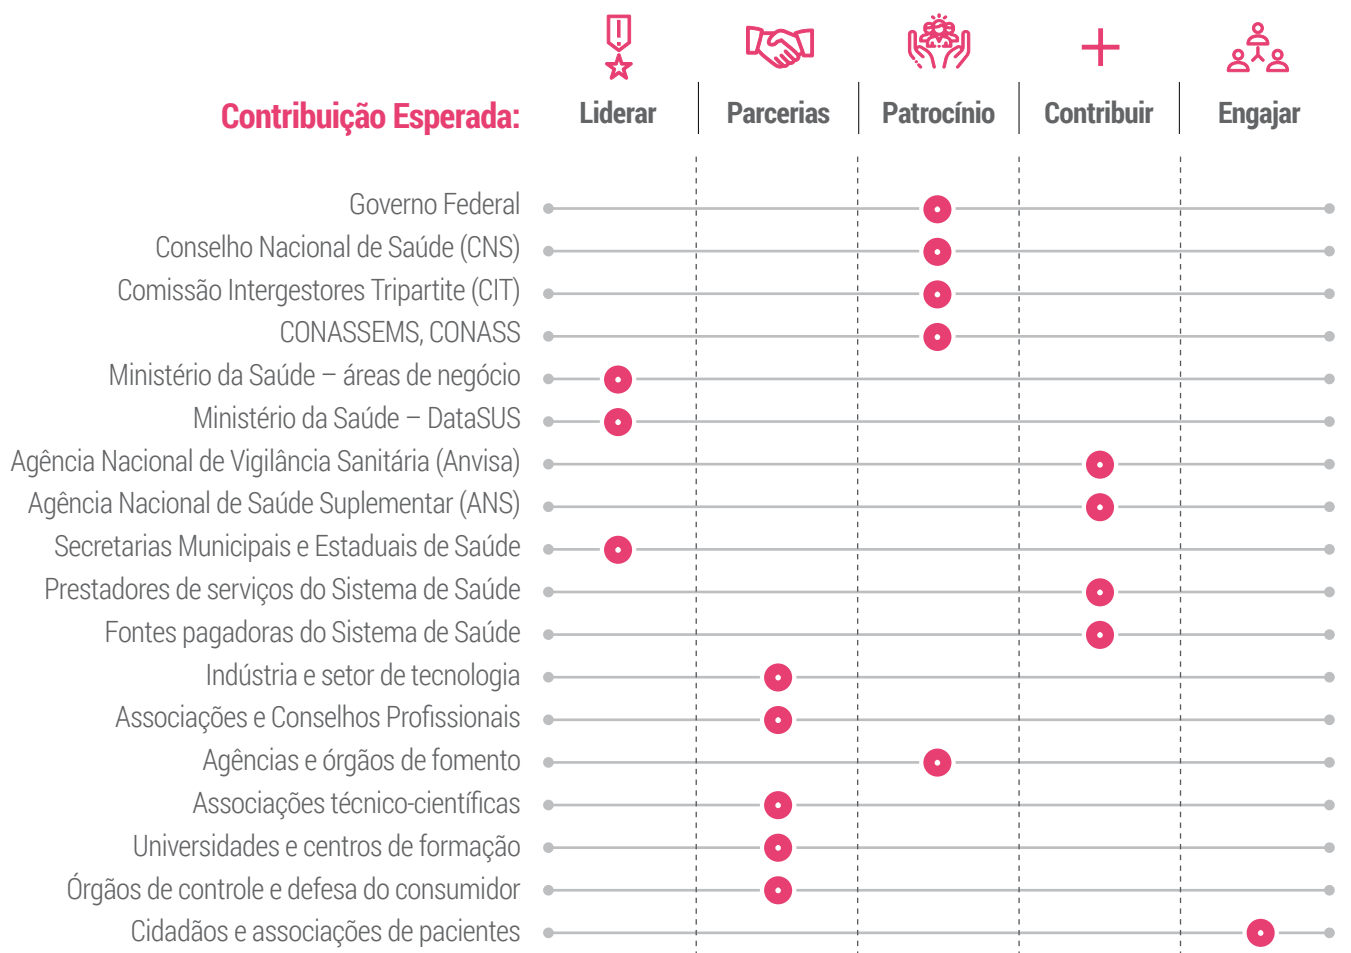 Contribuição Esperada:
Liderar
Parcerias
Patrocínio
Contribuir
Engajar
Governo Federal
Conselho Nacional de Saúde (CNS)
Comissão Intergestores Tripartite (CIT)
CONASSEMS, CONASS
Ministério da Saúde – áreas de negócio
Ministério da Saúde – DataSUS
Agência Nacional de Vigilância Sanitária (Anvisa)
Agência Nacional de Saúde Suplementar (ANS)
Secretarias Municipais e Estaduais de Saúde
Prestadores de serviços do Sistema de Saúde
Fontes pagadoras do Sistema de Saúde
Indústria e setor de tecnologia
Associações e Conselhos Profissionais
Agências e órgãos de fomento
Associações técnico-científicas
Universidades e centros de formação
Órgãos de controle e defesa do consumidor
Cidadãos e associações de pacientes